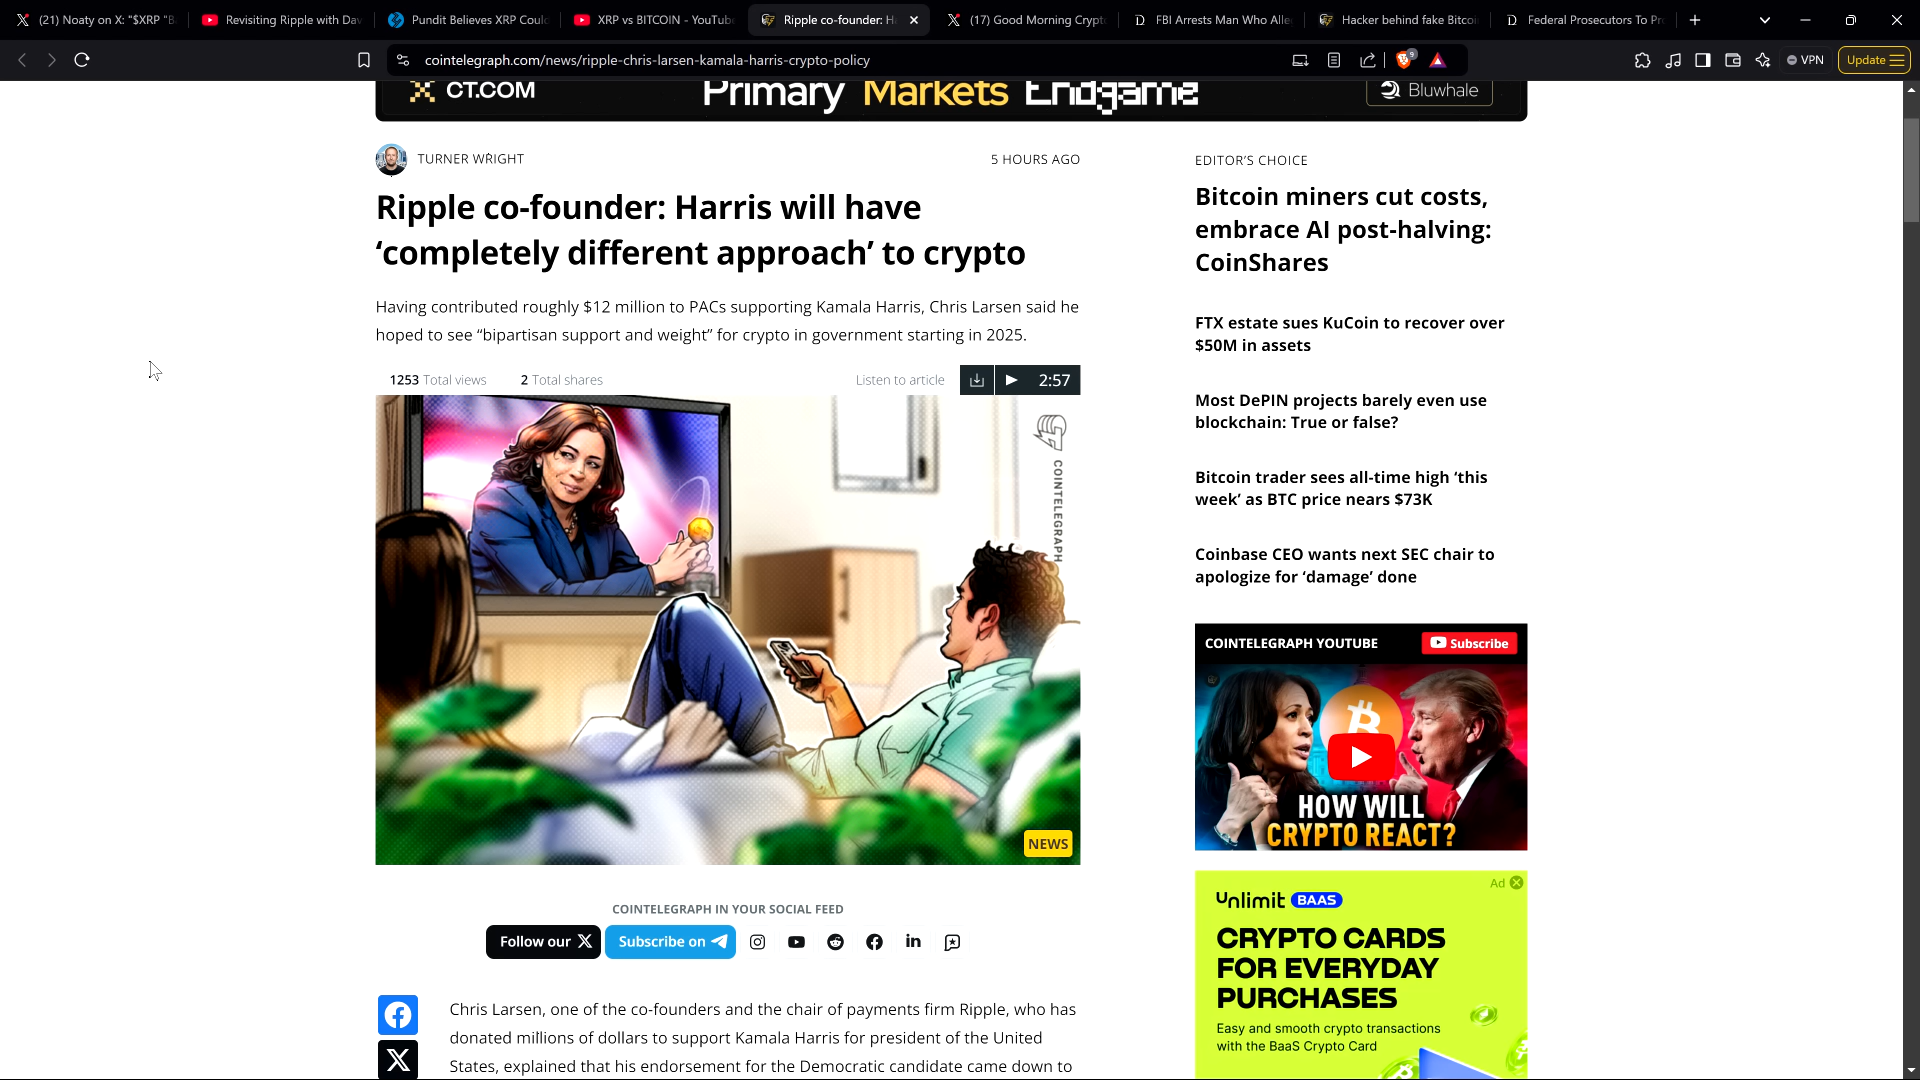 (21) Noaty on X: "$XRP "B
Revisiting Ripple with Dav
Pundit Believes XRP Could
XRP vs BITCOIN - YouTube
Ripple co-founder: H
(17) Good Morning Crypto
FBI Arrests Man Who Alle
Hacker behind fake Bitcoi
Federal Prosecutors To Pr
cointelegraph.com/news/ripple-chris-larsen-kamala-harris-crypto-policy
9
VPN
Update
CT.COM
Primary Markets Endgame
Bluwhale
TURNER WRIGHT
5 HOURS AGO
Ripple co-founder: Harris will have
‘completely different approach’ to crypto
Having contributed roughly $12 million to PACs supporting Kamala Harris, Chris Larsen said he
hoped to see “bipartisan support and weight” for crypto in government starting in 2025.
1253 Total views
2 Total shares
Listen to article
2:57
COINTELEGRAPH
NEWS
COINTELEGRAPH IN YOUR SOCIAL FEED
Follow our X
Subscribe on
Chris Larsen, one of the co-founders and the chair of payments firm Ripple, who has
donated millions of dollars to support Kamala Harris for president of the United
States, explained that his endorsement for the Democratic candidate came down to
EDITOR’S CHOICE
Bitcoin miners cut costs,
embrace AI post-halving:
CoinShares
FTX estate sues KuCoin to recover over
$50M in assets
Most DePIN projects barely even use
blockchain: True or false?
Bitcoin trader sees all-time high ‘this
week’ as BTC price nears $73K
Coinbase CEO wants next SEC chair to
apologize for ‘damage’ done
COINTELEGRAPH YOUTUBE
Subscribe
HOW WILL
CRYPTO REACT?
Ad
Unlimit BAAS
CRYPTO CARDS
FOR EVERYDAY
PURCHASES
Easy and smooth crypto transactions
with the BaaS Crypto Card